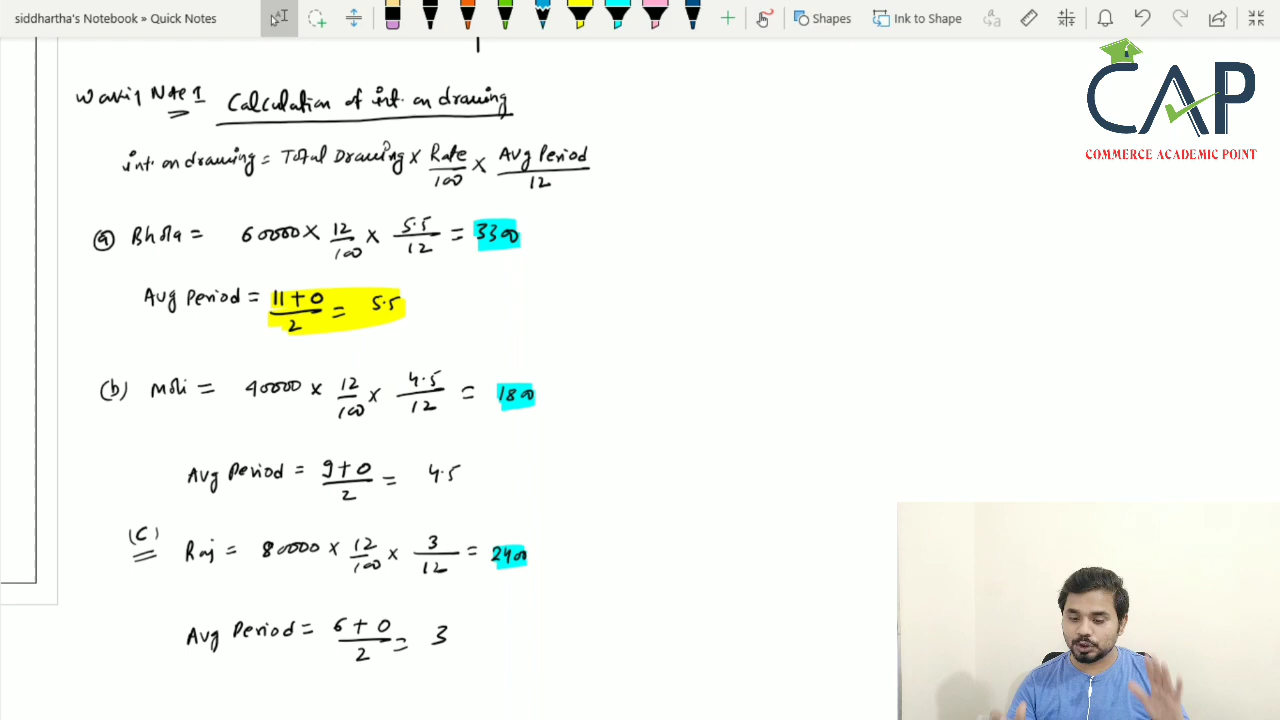 siddhartha's Notebook » Quick Notes
Shapes
Ink to Shape
CAP
COMMERCE ACADEMIC POINT
Calculation of int. on drawing
int. on drawing = Total Drawing × Rate/100 × Avg Period/12
(a) Bhola = 60000 × 12/100 × 5.5/12 = 3300
Avg Period = 11+0/2 = 5.5
(b) Moli = 40000 × 12/100 × 4.5/12 = 1800
Avg Period = 9+0/2 = 4.5
(C) Raj = 80000 × 12/100 × 3/12 = 2400
Avg Period = 6+0/2 = 3